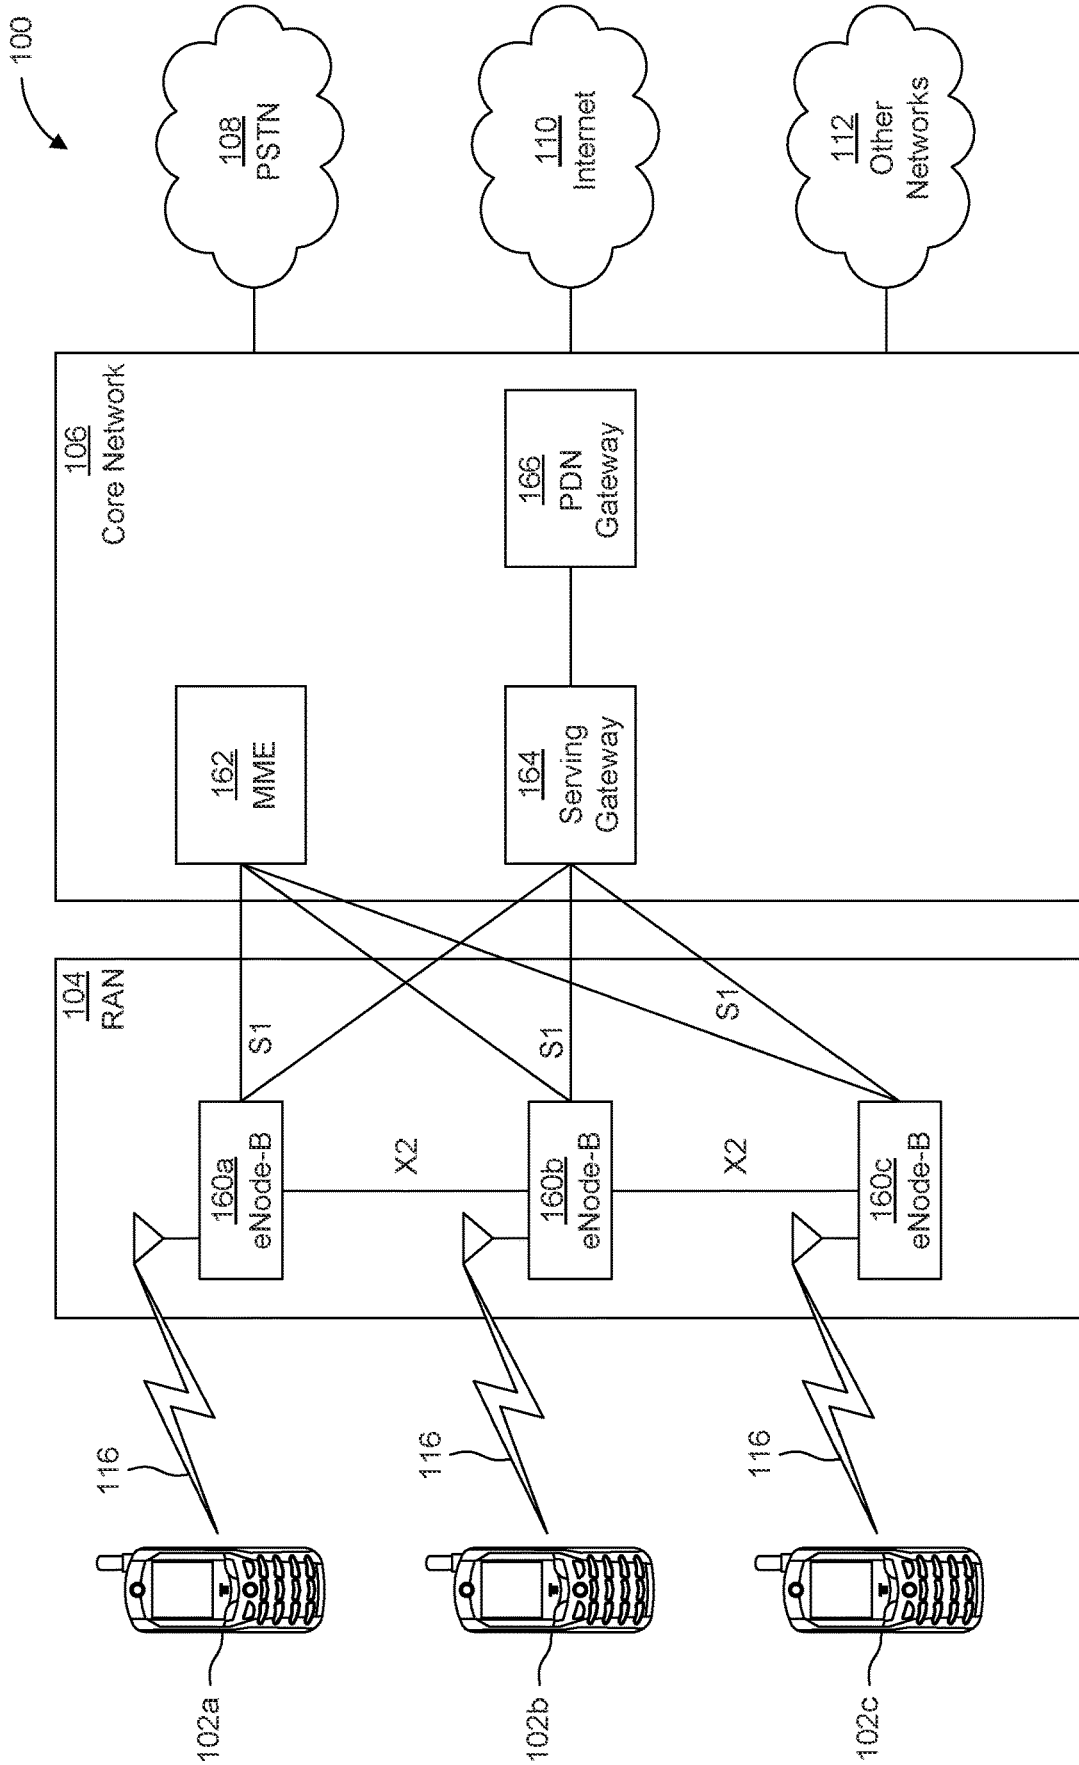 100
108
PSTN
110
Internet
112
Other
Networks
106
Core Network
162
MME
164
Serving
Gateway
166
PDN
Gateway
104
RAN
S1
S1
S1
160a
eNode-B
X2
160b
eNode-B
X2
160c
eNode-B
116
116
116
102a
102b
102c